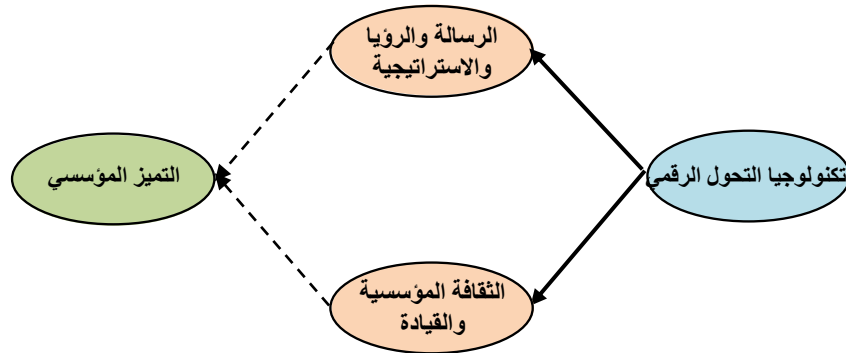 الرسالة والرؤيا
والاستراتيجية
تكنولوجيا التحول الرقمي
التميز المؤسسي
الثقافة المؤسسية
والقيادة